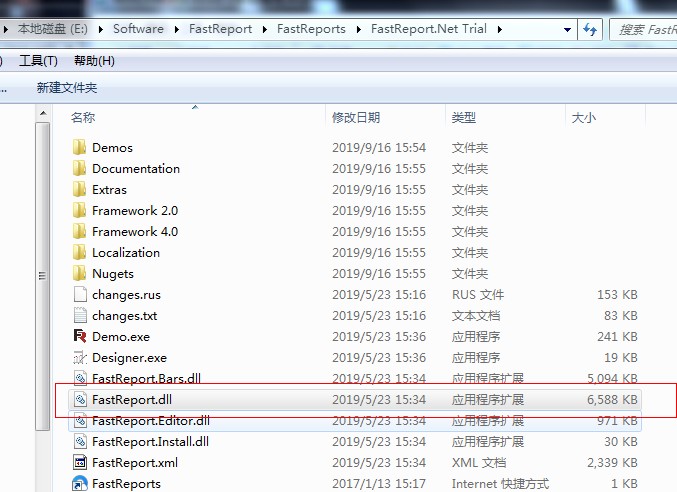 本地磁盘 (E:) Software FastReport FastReports FastReport.Net Trial 搜索 FastR
) 工具(T) 帮助(H)
... 新建文件夹
名称 修改日期 类型 大小
Demos 2019/9/16 15:54 文件夹
Documentation 2019/9/16 15:55 文件夹
Extras 2019/9/16 15:55 文件夹
Framework 2.0 2019/9/16 15:55 文件夹
Framework 4.0 2019/9/16 15:55 文件夹
Localization 2019/9/16 15:55 文件夹
Nugets 2019/9/16 15:55 文件夹
changes.rus 2019/5/23 15:16 RUS 文件 153 KB
changes.txt 2019/5/23 15:16 文本文档 83 KB
Demo.exe 2019/5/23 15:36 应用程序 241 KB
Designer.exe 2019/5/23 15:36 应用程序 19 KB
FastReport.Bars.dll 2019/5/23 15:34 应用程序扩展 5,094 KB
FastReport.dll 2019/5/23 15:34 应用程序扩展 6,588 KB
FastReport.Editor.dll 2019/5/23 15:34 应用程序扩展 971 KB
FastReport.Install.dll 2019/5/23 15:34 应用程序扩展 30 KB
FastReport.xml 2019/5/23 15:34 XML 文档 2,339 KB
FastReports 2017/1/13 15:17 Internet 快捷方式 1 KB